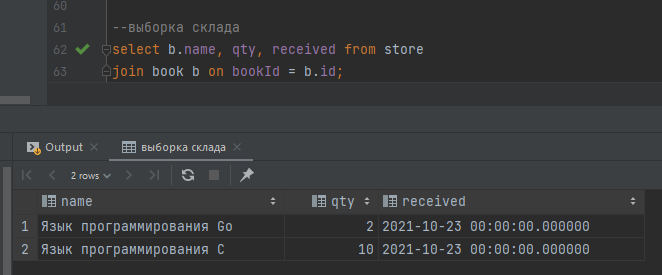 60
61 --выборка склада
62 select b.name, qty, received from store
63 join book b on bookId = b.id;
Output × выборка склада ×
2 rows
name qty received
1 Язык программирования Go 2 2021-10-23 00:00:00.000000
2 Язык программирования C 10 2021-10-23 00:00:00.000000